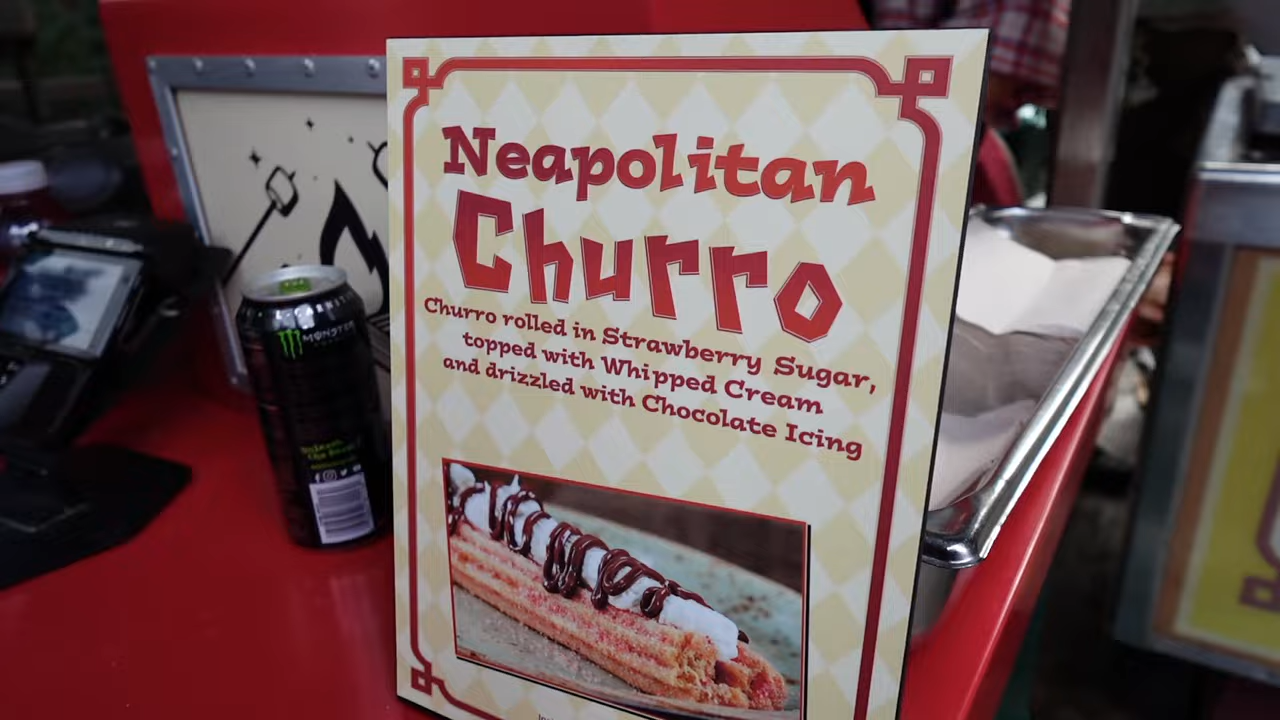 Neapolitan
Churro
Churro rolled in Strawberry Sugar,
topped with Whipped Cream
and drizzled with Chocolate Icing
MONSTER